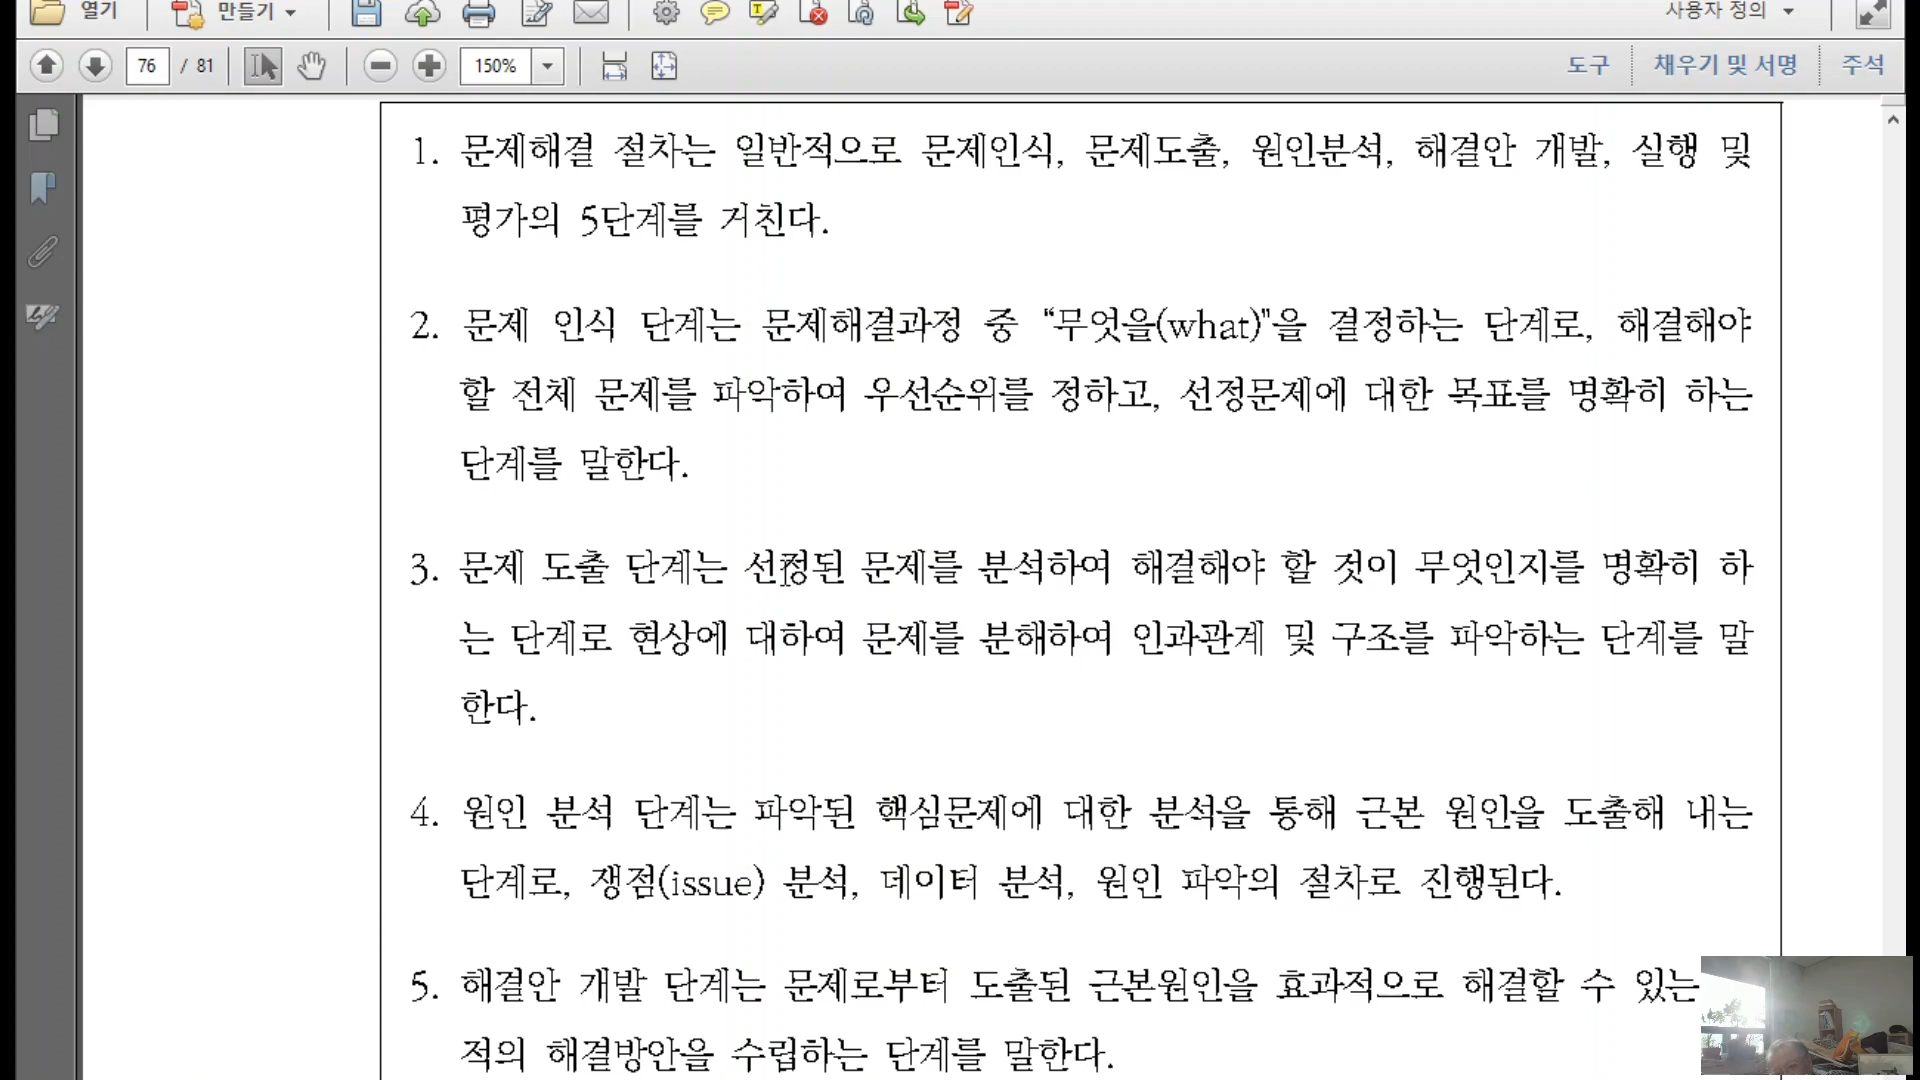 열기
만들기
사용자 정의
76 / 81
150%
도구
채우기 및 서명
주석
1. 문제해결 절차는 일반적으로 문제인식, 문제도출, 원인분석, 해결안 개발, 실행 및
평가의 5단계를 거친다.
2. 문제 인식 단계는 문제해결과정 중 “무엇을(what)"을 결정하는 단계로, 해결해야
할 전체 문제를 파악하여 우선순위를 정하고, 선정문제에 대한 목표를 명확히 하는
단계를 말한다.
3. 문제 도출 단계는 선정된 문제를 분석하여 해결해야 할 것이 무엇인지를 명확히 하
는 단계로 현상에 대하여 문제를 분해하여 인과관계 및 구조를 파악하는 단계를 말
한다.
4. 원인 분석 단계는 파악된 핵심문제에 대한 분석을 통해 근본 원인을 도출해 내는
단계로, 쟁점(issue) 분석, 데이터 분석, 원인 파악의 절차로 진행된다.
5. 해결안 개발 단계는 문제로부터 도출된 근본원인을 효과적으로 해결할 수 있는
적의 해결방안을 수립하는 단계를 말한다.